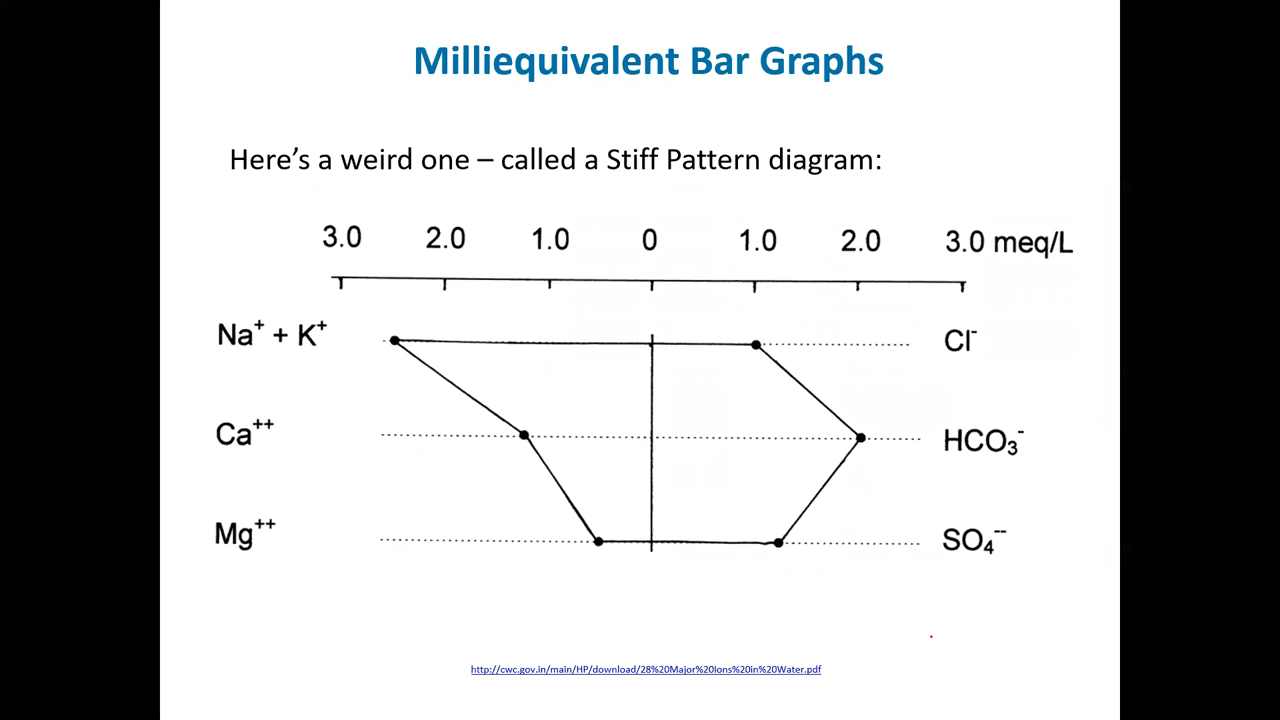 Milliequivalent Bar Graphs
Here’s a weird one – called a Stiff Pattern diagram:
3.0 2.0 1.0 0 1.0 2.0 3.0 meq/L
Na⁺ + K⁺ Cl⁻
Ca⁺⁺ HCO₃⁻
Mg⁺⁺ SO₄⁻⁻
http://cwc.gov.in/main/HP/download/28%20Major%20Ions%20in%20Water.pdf